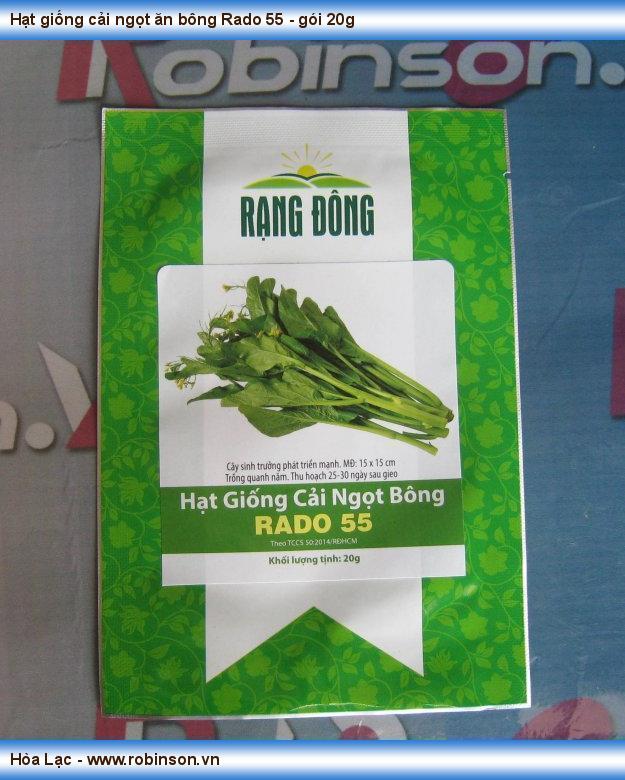 Hạt giống cải ngọt ăn bông Rado 55 - gói 20g
Robinson.
RẠNG ĐÔNG
Cây sinh trưởng phát triển mạnh. MĐ: 15 x 15 cm
Trồng quanh năm. Thu hoạch 25-30 ngày sau gieo
Hạt Giống Cải Ngọt Bông
RADO 55
Theo TCCS 50:2014/RĐHCM
Khối lượng tịnh: 20g
Hòa Lạc - www.robinson.vn